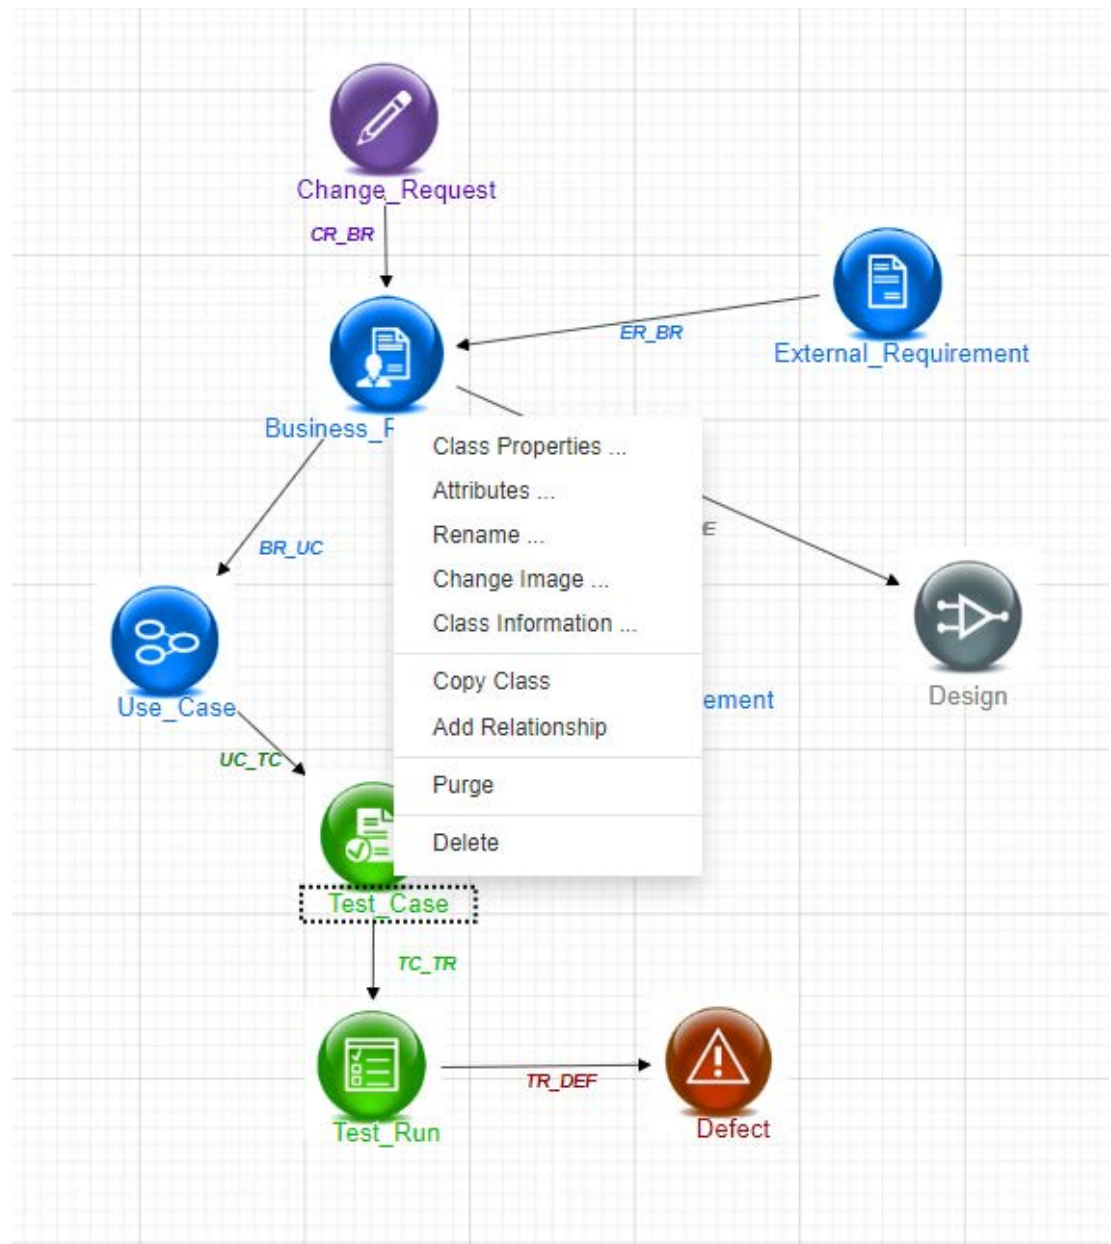 Change_Request
CR_BR
ER_BR
External_Requirement
Business_
Class Properties ...
Attributes ...
Rename ...
E
Change Image ...
BR_UC
Class Information ...
Copy Class
ement
Design
Use_Case
Add Relationship
UC_TC
Purge
Delete
Test_Case
TC_TR
TR_DEF
Test_Run
Defect